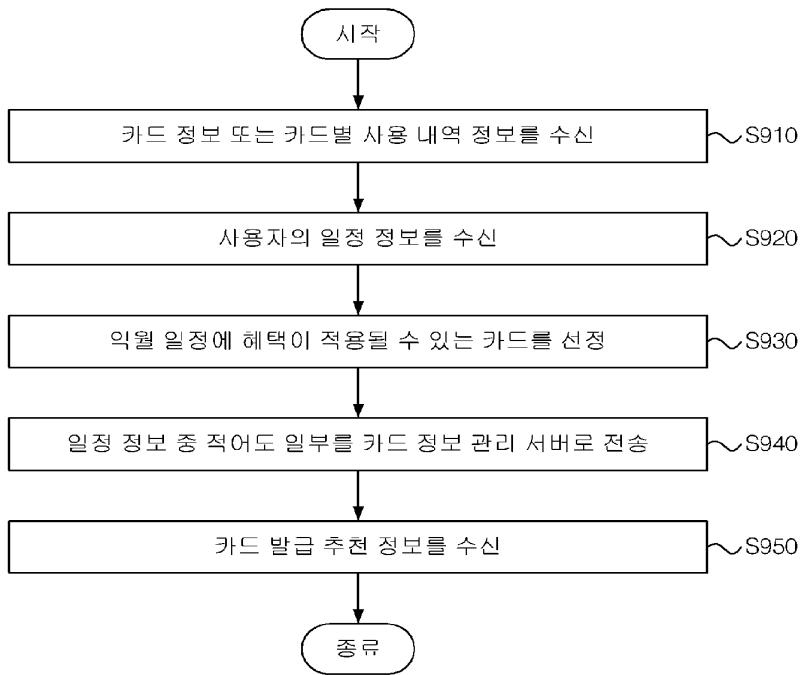 시작
카드 정보 또는 카드별 사용 내역 정보를 수신 S910
사용자의 일정 정보를 수신 S920
익월 일정에 혜택이 적용될 수 있는 카드를 선정 S930
일정 정보 중 적어도 일부를 카드 정보 관리 서버로 전송 S940
카드 발급 추천 정보를 수신 S950
종료